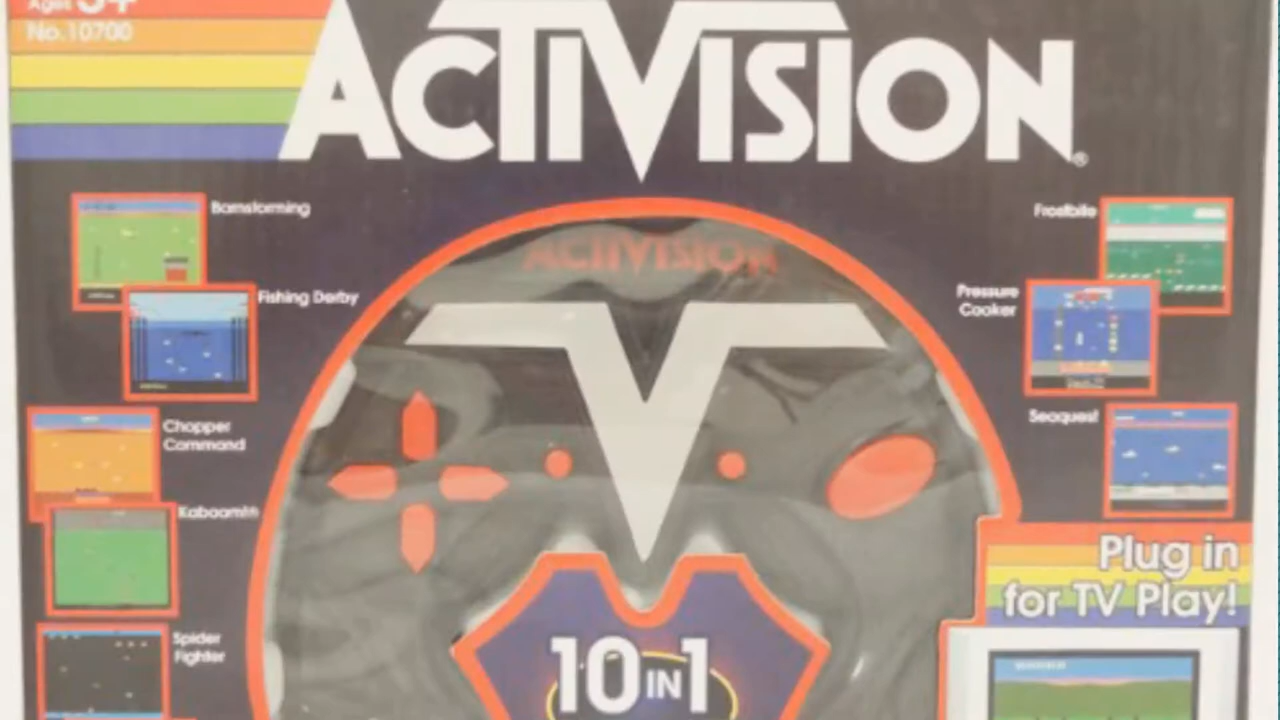 Ages 5+
No.10700
ACTIVISION®
Barnstorming
Fishing Derby
Chopper
Command
Kaboom!®
Spider
Fighter
ACTIVISION
10 IN 1
Frostbite
Pressure
Cooker
Seaquest
Plug in
for TV Play!